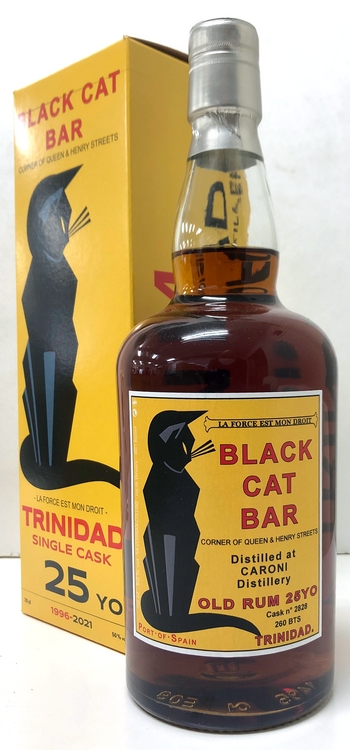 BLACK CAT
BAR
CORNER OF QUEEN & HENRY STREETS
- LA FORCE EST MON DROIT -
TRINIDAD
SINGLE CASK
25 YO
1996-2021
LA FORCE EST MON DROIT
BLACK
CAT
BAR
CORNER OF QUEEN & HENRY STREETS
Distilled at
CARONI
Distillery
OLD RUM 25YO
Cask n° 2828
260 BTS
PORT-OF-SPAIN
TRINIDAD.